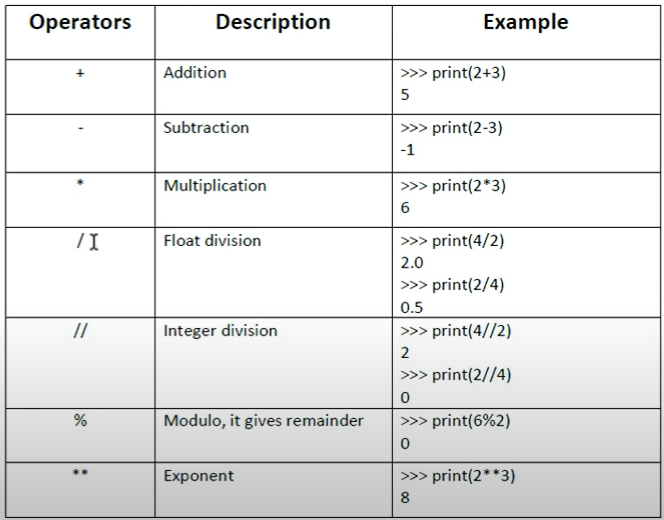 Operators Description Example
+ Addition >>> print(2+3)
5
- Subtraction >>> print(2-3)
-1
* Multiplication >>> print(2*3)
6
/ Float division >>> print(4/2)
2.0
>>> print(2/4)
0.5
// Integer division >>> print(4//2)
2
>>> print(2//4)
0
% Modulo, it gives remainder >>> print(6%2)
0
** Exponent >>> print(2**3)
8